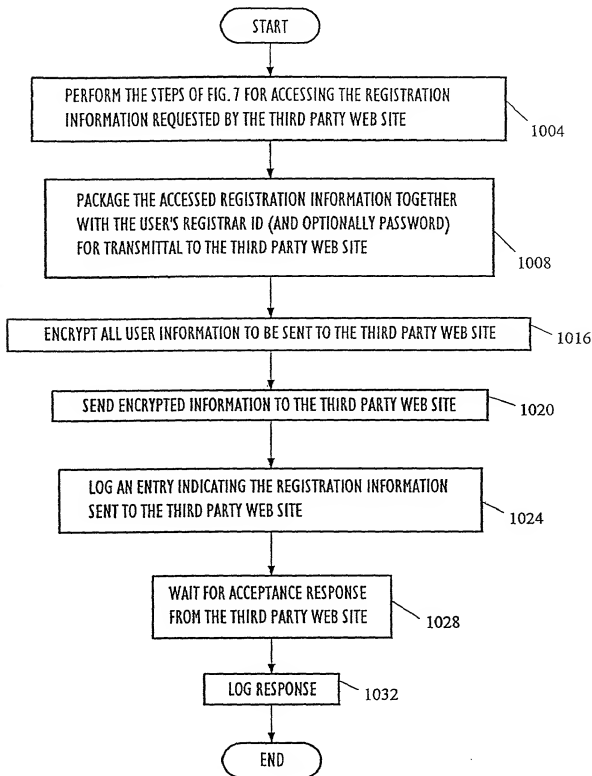 START
PERFORM THE STEPS OF FIG. 7 FOR ACCESSING THE REGISTRATION
INFORMATION REQUESTED BY THE THIRD PARTY WEB SITE
1004
PACKAGE THE ACCESSED REGISTRATION INFORMATION TOGETHER
WITH THE USER'S REGISTRAR ID (AND OPTIONALLY PASSWORD)
FOR TRANSMITTAL TO THE THIRD PARTY WEB SITE
1008
ENCRYPT ALL USER INFORMATION TO BE SENT TO THE THIRD PARTY WEB SITE
1016
SEND ENCRYPTED INFORMATION TO THE THIRD PARTY WEB SITE
1020
LOG AN ENTRY INDICATING THE REGISTRATION INFORMATION
SENT TO THE THIRD PARTY WEB SITE
1024
WAIT FOR ACCEPTANCE RESPONSE
FROM THE THIRD PARTY WEB SITE
1028
LOG RESPONSE
1032
END